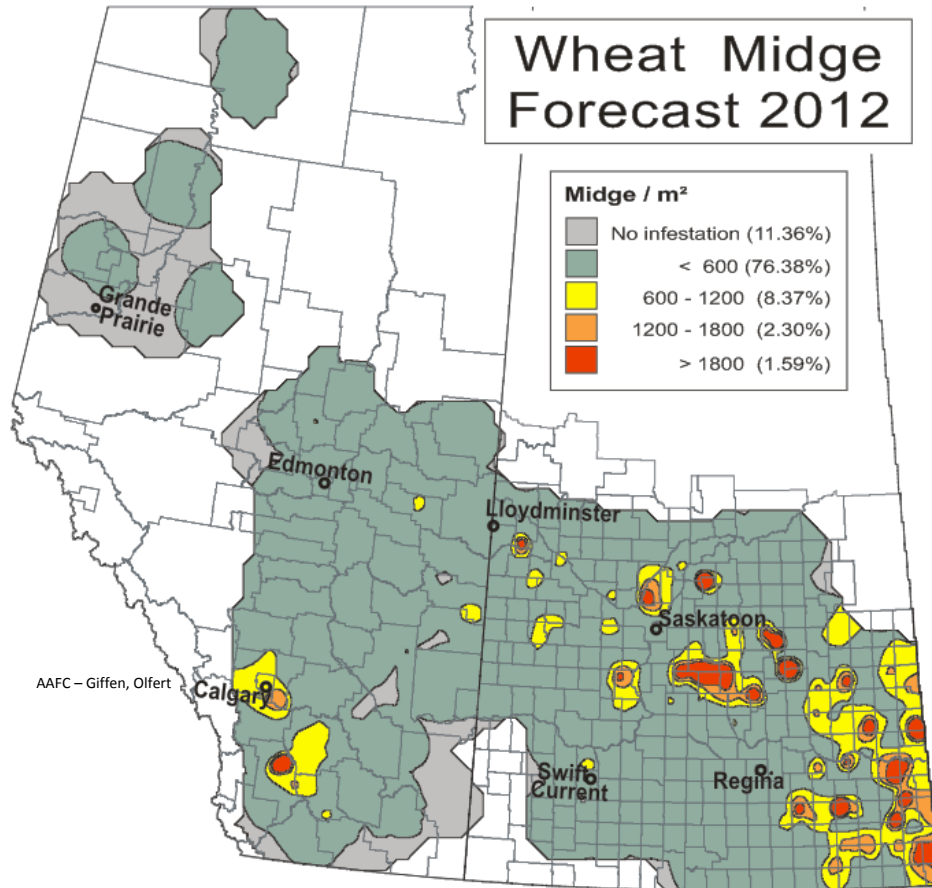 Wheat Midge
Forecast 2012
Midge / m²
No infestation (11.36%)
< 600 (76.38%)
600 - 1200 (8.37%)
1200 - 1800 (2.30%)
> 1800 (1.59%)
Grande
Prairie
Edmonton
Lloydminster
Saskatoon
AAFC – Giffen, Olfert
Calgary
Swift
Current
Regina